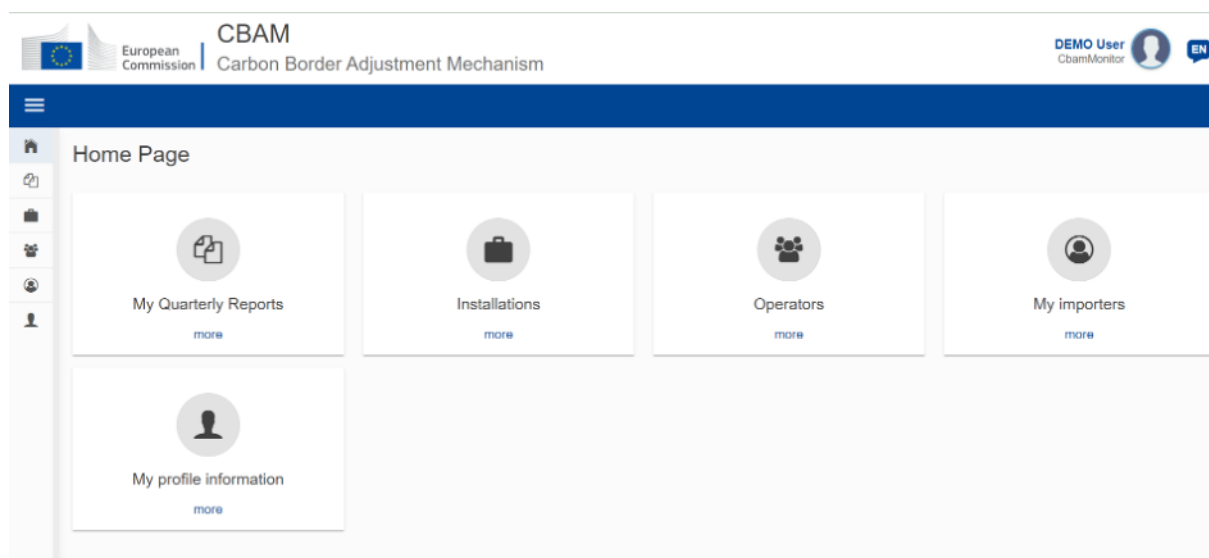 European
Commission
CBAM
Carbon Border Adjustment Mechanism
DEMO User
CbamMonitor
EN
Home Page
My Quarterly Reports
more
Installations
more
Operators
more
My importers
more
My profile information
more